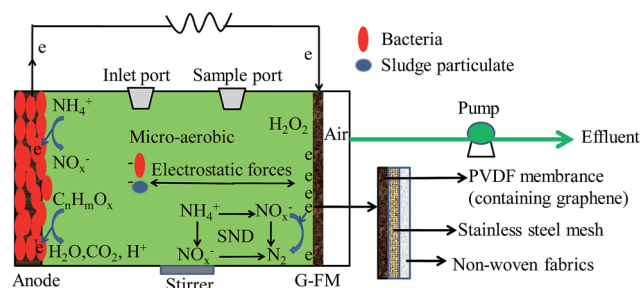 e
e
Bacteria
Sludge particulate
Inlet port
Sample port
NH₄⁺
H₂O₂
Air
Pump
Micro-aerobic
Effluent
e
NOₓ⁻
e
-
Electrostatic forces
e
-
PVDF membrance
(containing graphene)
CₙHₘOₓ
e
NH₄⁺
NOₓ⁻
e
SND
Stainless steel mesh
e
H₂O,CO₂, H⁺
NOₓ⁻
N₂
e
Non-woven fabrics
Anode
Stirrer
G-FM